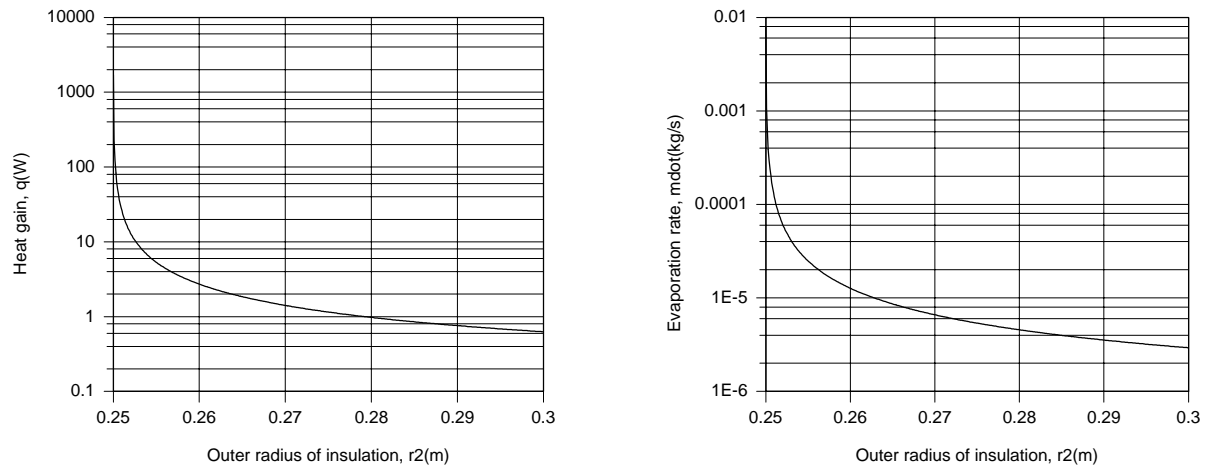 10000
1000
100
10
1
0.1
Heat gain, q(W)
0.25 0.26 0.27 0.28 0.29 0.3
Outer radius of insulation, r2(m)
0.01
0.001
0.0001
1E-5
1E-6
Evaporation rate, mdot(kg/s)
0.25 0.26 0.27 0.28 0.29 0.3
Outer radius of insulation, r2(m)